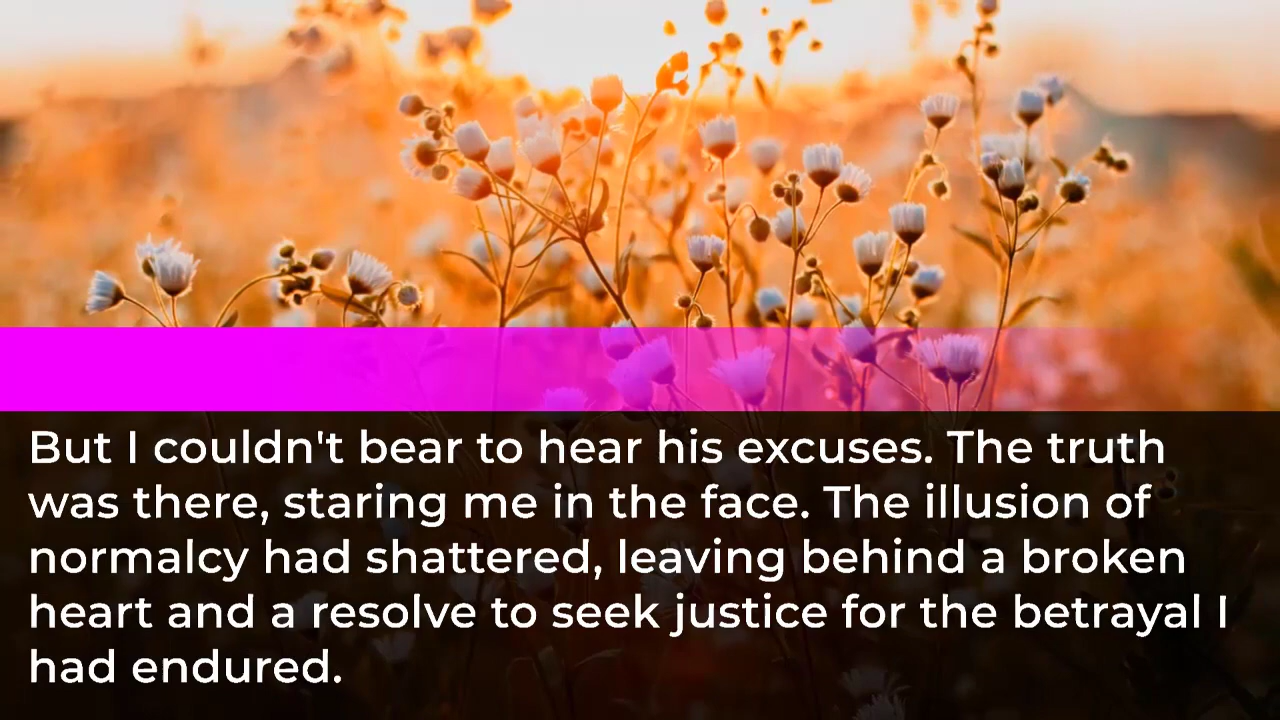 But I couldn't bear to hear his excuses. The truth
was there, staring me in the face. The illusion of
normalcy had shattered, leaving behind a broken
heart and a resolve to seek justice for the betrayal I
had endured.